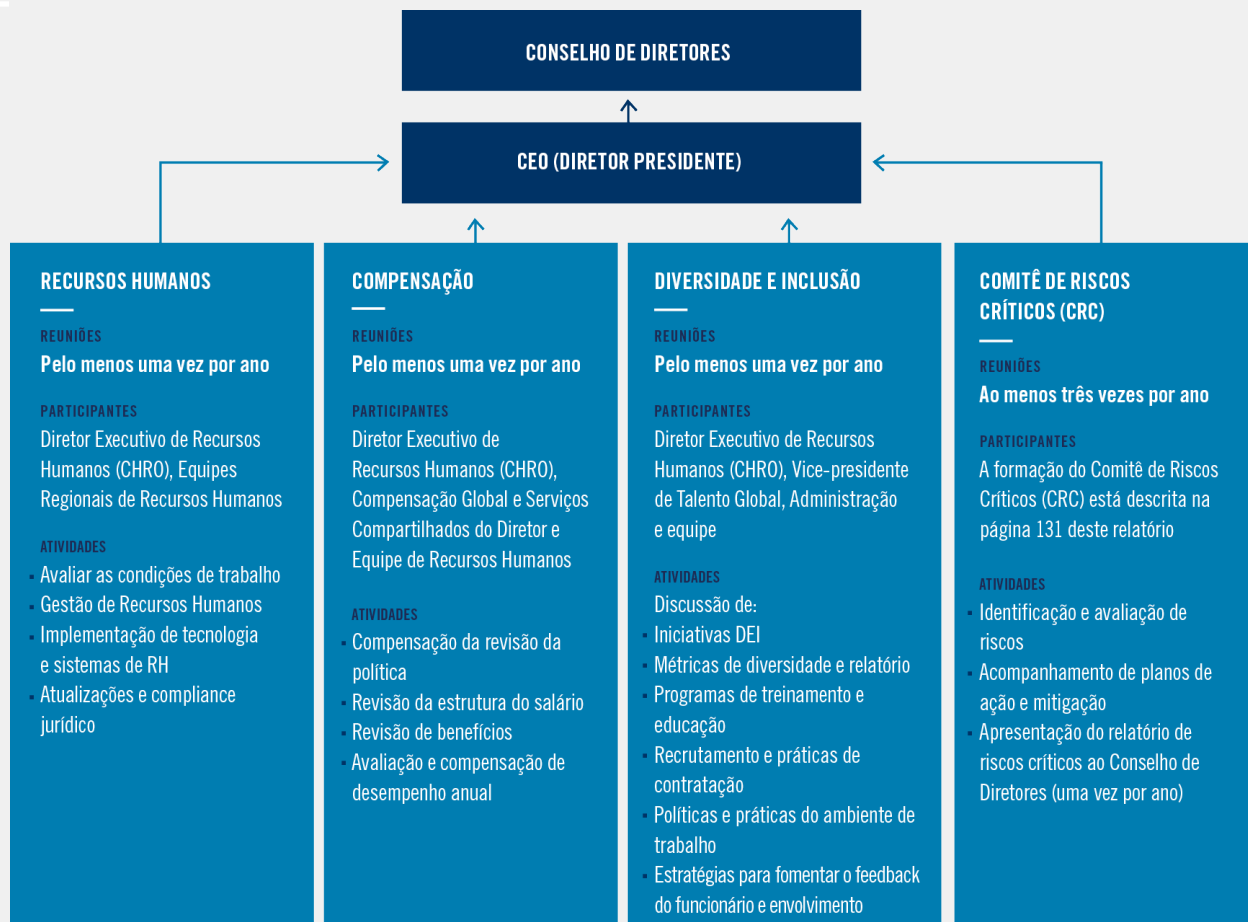 CONSELHO DE DIRETORES
CEO (DIRETOR PRESIDENTE)
RECURSOS HUMANOS
REUNIÕES
Pelo menos uma vez por ano
PARTICIPANTES
Diretor Executivo de Recursos
Humanos (CHRO), Equipes
Regionais de Recursos Humanos
ATIVIDADES
Avaliar as condições de trabalho
Gestão de Recursos Humanos
Implementação de tecnologia
e sistemas de RH
Atualizações e compliance
jurídico
COMPENSAÇÃO
REUNIÕES
Pelo menos uma vez por ano
PARTICIPANTES
Diretor Executivo de
Recursos Humanos (CHRO),
Compensação Global e Serviços
Compartilhados do Diretor e
Equipe de Recursos Humanos
ATIVIDADES
Compensação da revisão da
política
Revisão da estrutura do salário
Revisão de benefícios
Avaliação e compensação de
desempenho anual
DIVERSIDADE E INCLUSÃO
REUNIÕES
Pelo menos uma vez por ano
PARTICIPANTES
Diretor Executivo de Recursos
Humanos (CHRO), Vice-presidente
de Talento Global, Administração
e equipe
ATIVIDADES
Discussão de:
Iniciativas DEI
Métricas de diversidade e relatório
Programas de treinamento e
educação
Recrutamento e práticas de
contratação
Políticas e práticas do ambiente de
trabalho
Estratégias para fomentar o feedback
do funcionário e envolvimento
COMITÊ DE RISCOS
CRÍTICOS (CRC)
REUNIÕES
Ao menos três vezes por ano
PARTICIPANTES
A formação do Comitê de Riscos
Críticos (CRC) está descrita na
página 131 deste relatório
ATIVIDADES
Identificação e avaliação de
riscos
Acompanhamento de planos de
ação e mitigação
Apresentação do relatório de
riscos críticos ao Conselho de
Diretores (uma vez por ano)